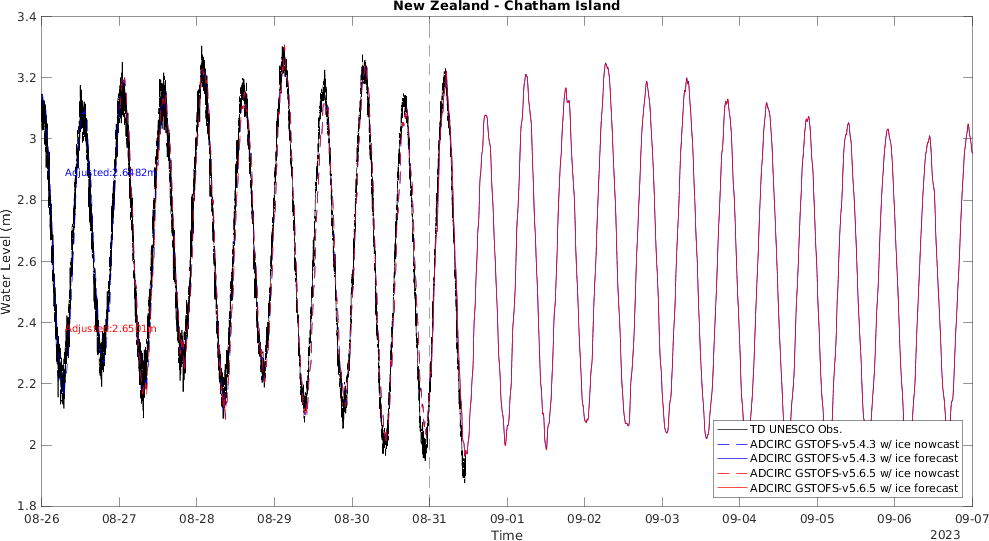 New Zealand - Chatham Island
3.4
3.2
3
2.8
2.6
2.4
2.2
2
1.8
Water Level (m)
Adjusted:2.6482m
Adjusted:2.6501m
TD UNESCO Obs.
ADCIRC GSTOFS-v5.4.3 w/ ice nowcast
ADCIRC GSTOFS-v5.4.3 w/ ice forecast
ADCIRC GSTOFS-v5.6.5 w/ ice nowcast
ADCIRC GSTOFS-v5.6.5 w/ ice forecast
08-26 08-27 08-28 08-29 08-30 08-31 09-01 09-02 09-03 09-04 09-05 09-06 09-07
Time
2023